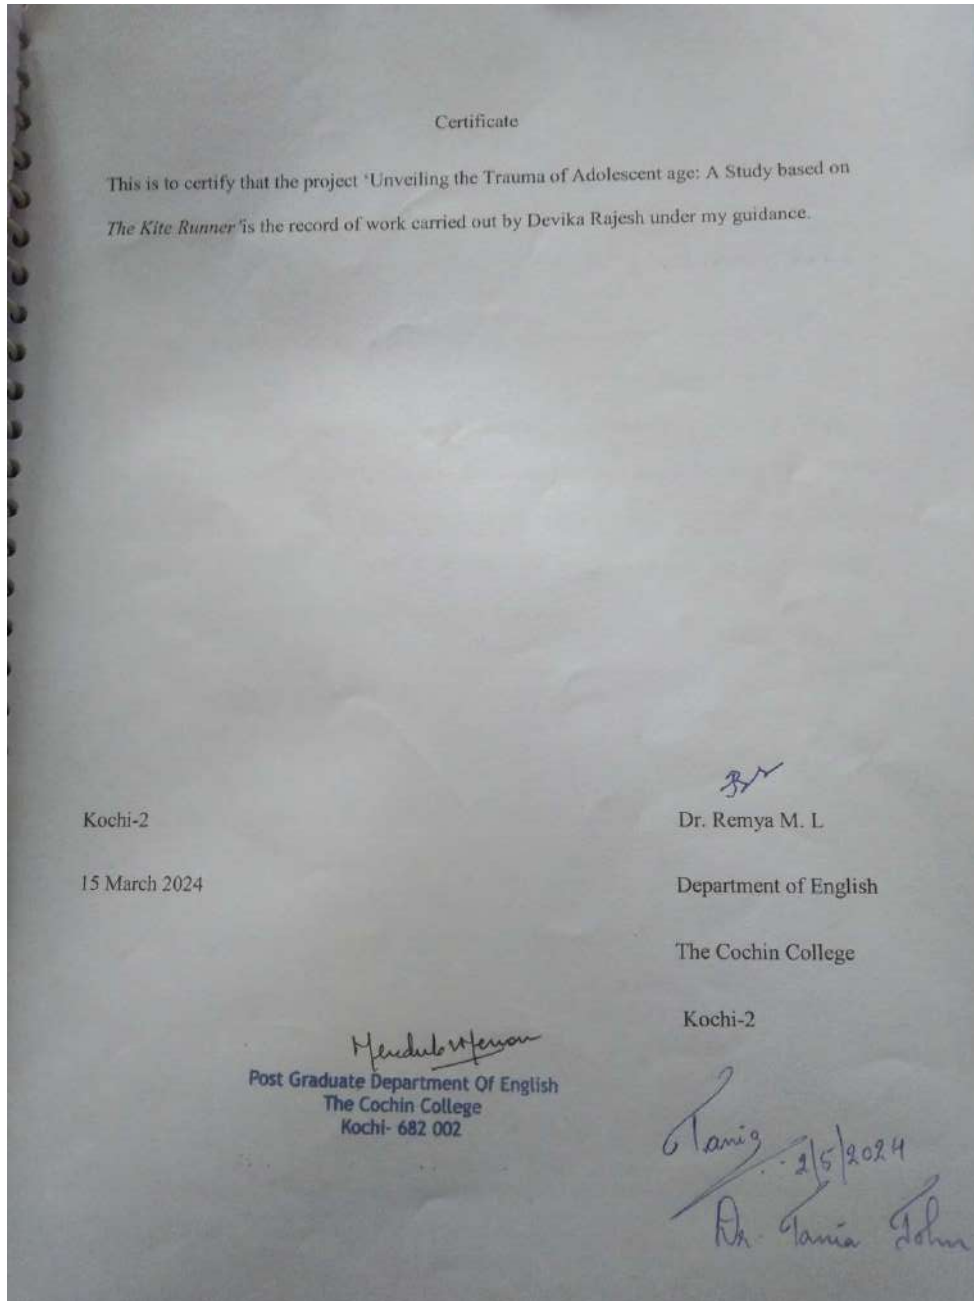 Certificate
This is to certify that the project ‘Unveiling the Trauma of Adolescent age: A Study based on
The Kite Runner’is the record of work carried out by Devika Rajesh under my guidance.
Kochi-2
15 March 2024
Dr. Remya M. L
Department of English
The Cochin College
Kochi-2
Post Graduate Department Of English
The Cochin College
Kochi- 682 002
Tania
2/5/2024
Dr. Tania John